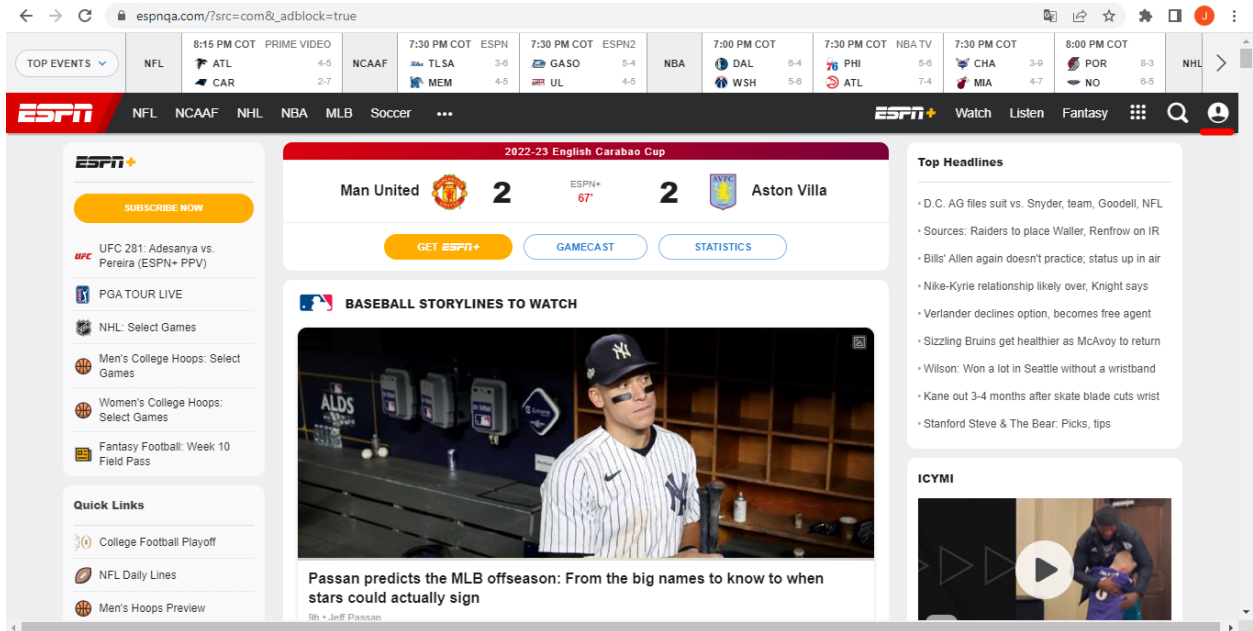 espnqa.com/?src=com&_adblock=true
J
TOP EVENTS
NFL
8:15 PM COT PRIME VIDEO
ATL 4-5
CAR 2-7
NCAAF
7:30 PM COT ESPN
TLSA 3-6
MEM 4-5
7:30 PM COT ESPN2
GASO 5-4
UL 4-5
NBA
7:00 PM COT
DAL 6-4
WSH 5-6
7:30 PM COT NBA TV
PHI 5-6
ATL 7-4
7:30 PM COT
CHA 3-9
MIA 4-7
8:00 PM COT
POR 8-3
NO 6-5
NHL
ESPN NFL NCAAF NHL NBA MLB Soccer ••• ESPN+ Watch Listen Fantasy
ESPN+
SUBSCRIBE NOW
UFC
UFC 281: Adesanya vs.
Pereira (ESPN+ PPV)
PGA TOUR LIVE
NHL: Select Games
Men's College Hoops: Select
Games
Women's College Hoops:
Select Games
Fantasy Football: Week 10
Field Pass
Quick Links
College Football Playoff
NFL Daily Lines
Men's Hoops Preview
2022-23 English Carabao Cup
Man United 2 ESPN+ 2 AVFC Aston Villa
67'
GET ESPN+ GAMECAST STATISTICS
BASEBALL STORYLINES TO WATCH
ALDS
Passan predicts the MLB offseason: From the big names to know to when
stars could actually sign
9h • Jeff Passan
Top Headlines
• D.C. AG files suit vs. Snyder, team, Goodell, NFL
• Sources: Raiders to place Waller, Renfrow on IR
• Bills' Allen again doesn't practice; status up in air
• Nike-Kyrie relationship likely over, Knight says
• Verlander declines option, becomes free agent
• Sizzling Bruins get healthier as McAvoy to return
• Wilson: Won a lot in Seattle without a wristband
• Kane out 3-4 months after skate blade cuts wrist
• Stanford Steve & The Bear: Picks, tips
ICYMI